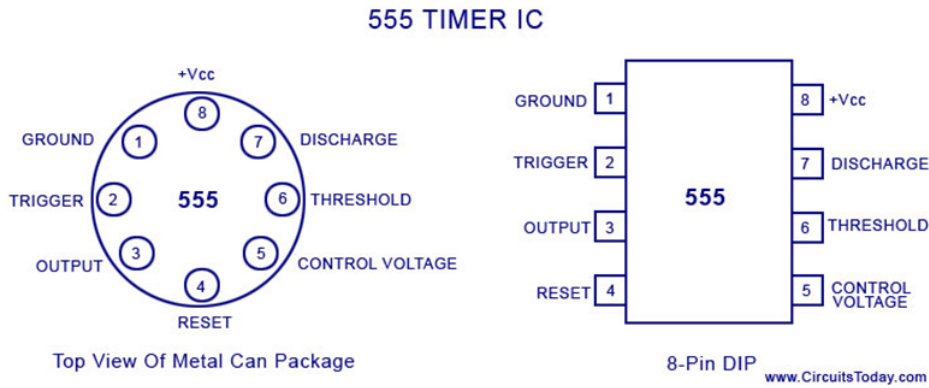 555 TIMER IC
+Vcc
8
GROUND 1
7 DISCHARGE
TRIGGER 2
555
6 THRESHOLD
OUTPUT 3
5 CONTROL VOLTAGE
4
RESET
Top View Of Metal Can Package
GROUND 1
8 +Vcc
TRIGGER 2
7 DISCHARGE
555
OUTPUT 3
6 THRESHOLD
RESET 4
5 CONTROL
VOLTAGE
8-Pin DIP
www.CircuitsToday.com